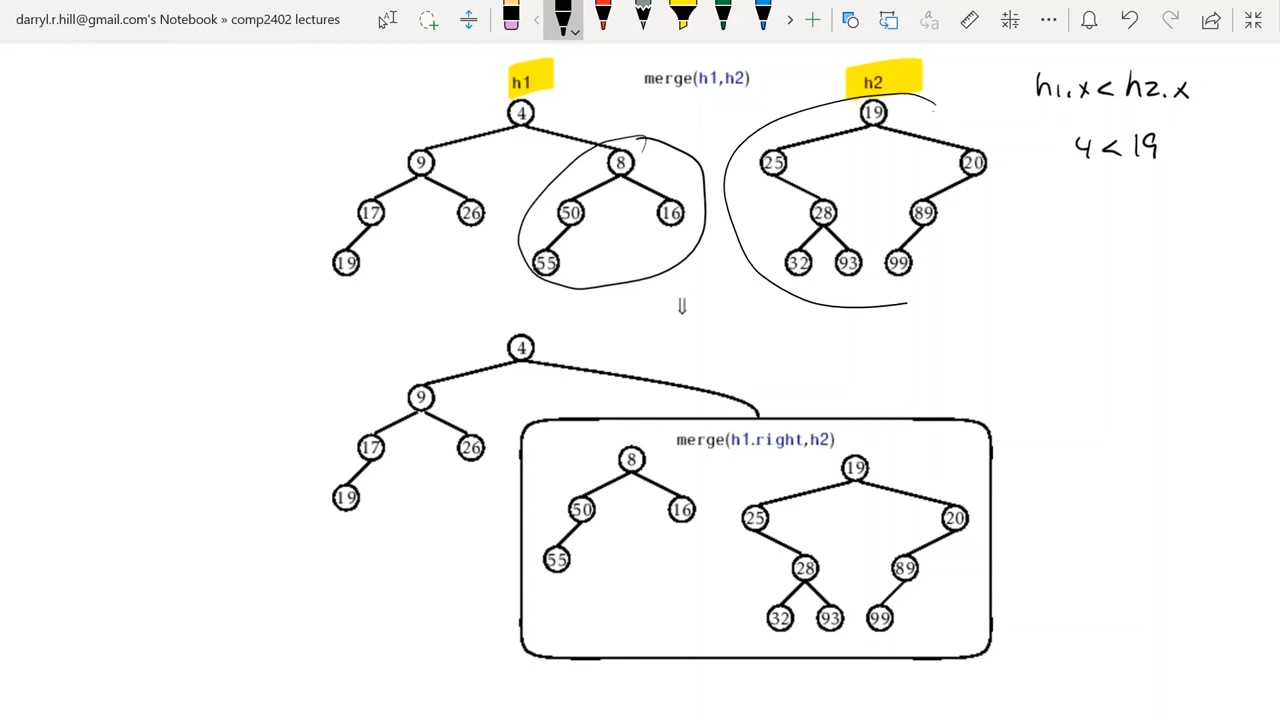 darryl.r.hill@gmail.com's Notebook » comp2402 lectures
h1 merge(h1,h2) h2 h1.x < h2.x
4 19 4 < 19
9 8 25 20
17 26 50 16 28 89
19 55 32 93 99
⇓
4
9
merge(h1.right,h2)
17 26 8 19
19 50 16 25 20
55 28 89
32 93 99